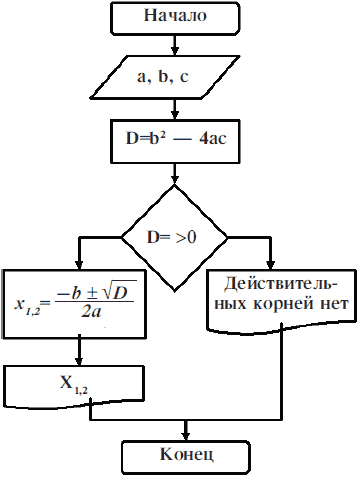 Начало
a, b, c
D=b² — 4ac
D= >0
x₁,₂= −b ± √D / 2a
Действитель-
ных корней нет
X₁,₂
Конец